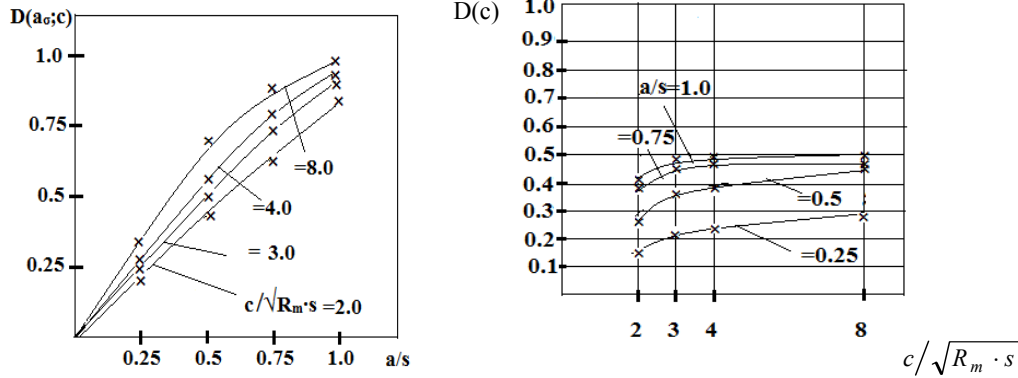 D(aσ;c)
1.0
0.75
0.5
0.25
=8.0
=4.0
= 3.0
c/√Rm·s =2.0
0.25 0.5 0.75 1.0 a/s
D(c)
1.0
0.9
0.8
0.7
0.6
0.5
0.4
0.3
0.2
0.1
a/s=1.0
=0.75
=0.5
=0.25
2 3 4 8
c/√Rm · s